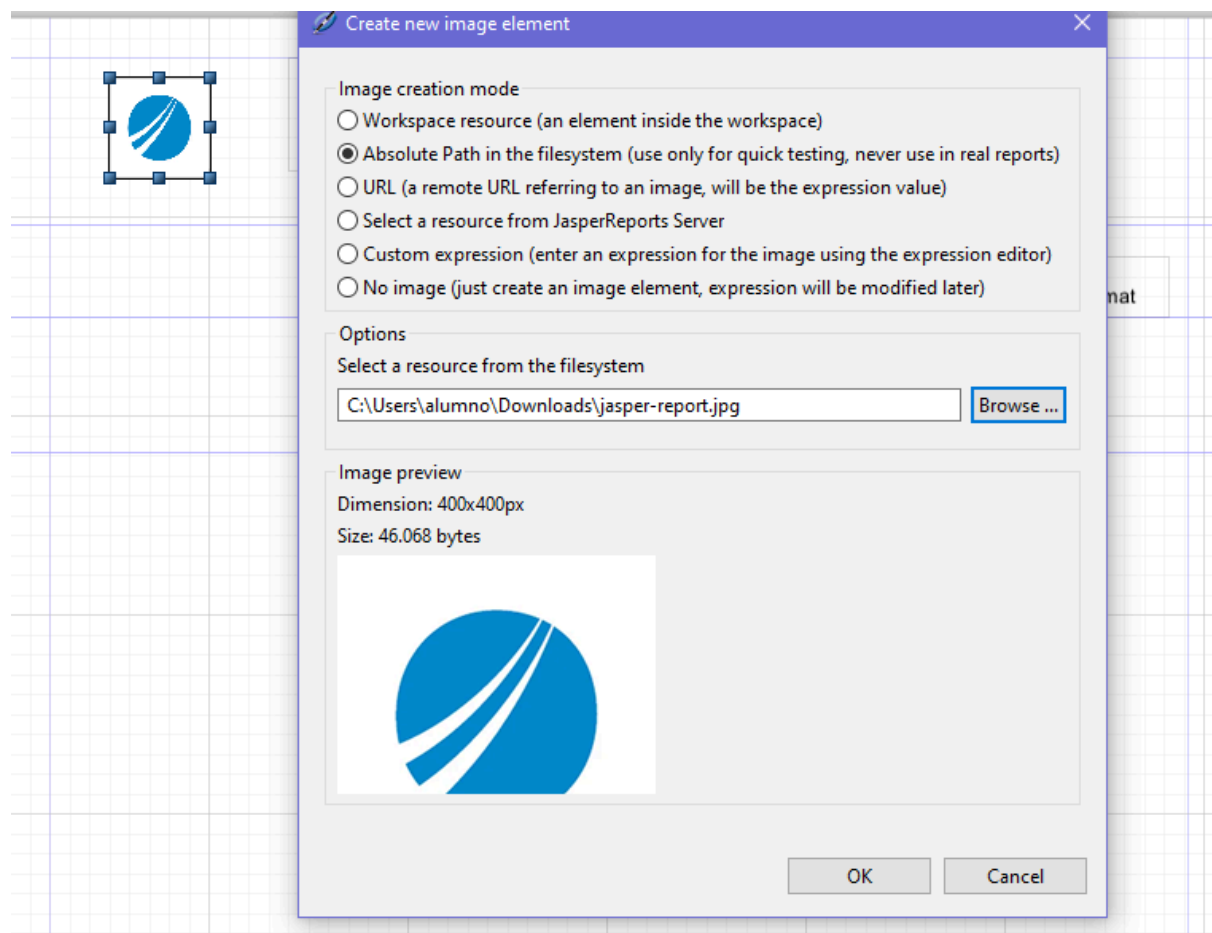 Create new image element
Image creation mode
Workspace resource (an element inside the workspace)
Absolute Path in the filesystem (use only for quick testing, never use in real reports)
URL (a remote URL referring to an image, will be the expression value)
Select a resource from JasperReports Server
Custom expression (enter an expression for the image using the expression editor)
No image (just create an image element, expression will be modified later)
mat
Options
Select a resource from the filesystem
C:\Users\alumno\Downloads\jasper-report.jpg
Browse ...
Image preview
Dimension: 400x400px
Size: 46.068 bytes
OK
Cancel